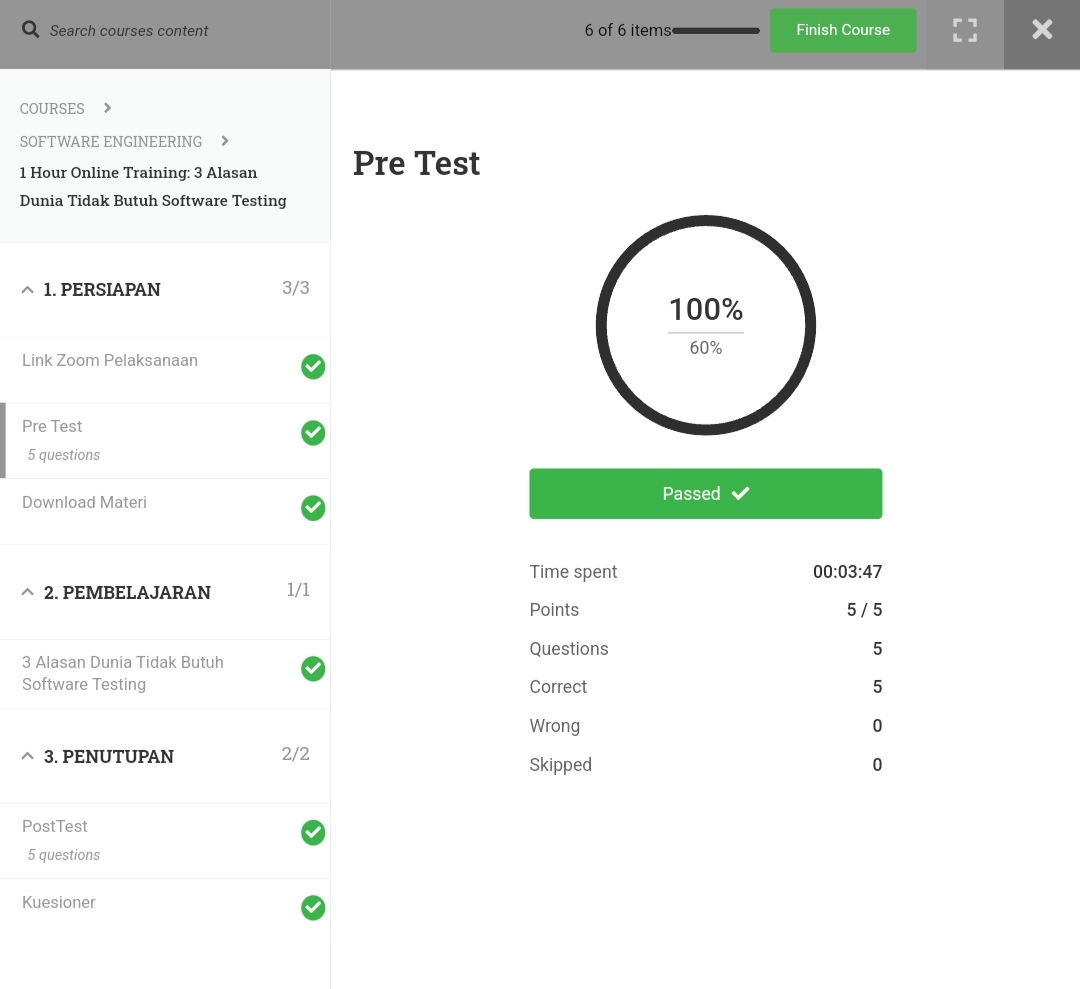 Search courses content
6 of 6 items
Finish Course
COURSES
SOFTWARE ENGINEERING
1 Hour Online Training: 3 Alasan
Dunia Tidak Butuh Software Testing
1. PERSIAPAN 3/3
Link Zoom Pelaksanaan
Pre Test
5 questions
Download Materi
2. PEMBELAJARAN 1/1
3 Alasan Dunia Tidak Butuh
Software Testing
3. PENUTUPAN 2/2
PostTest
5 questions
Kuesioner
Pre Test
100%
60%
Passed
Time spent 00:03:47
Points 5 / 5
Questions 5
Correct 5
Wrong 0
Skipped 0